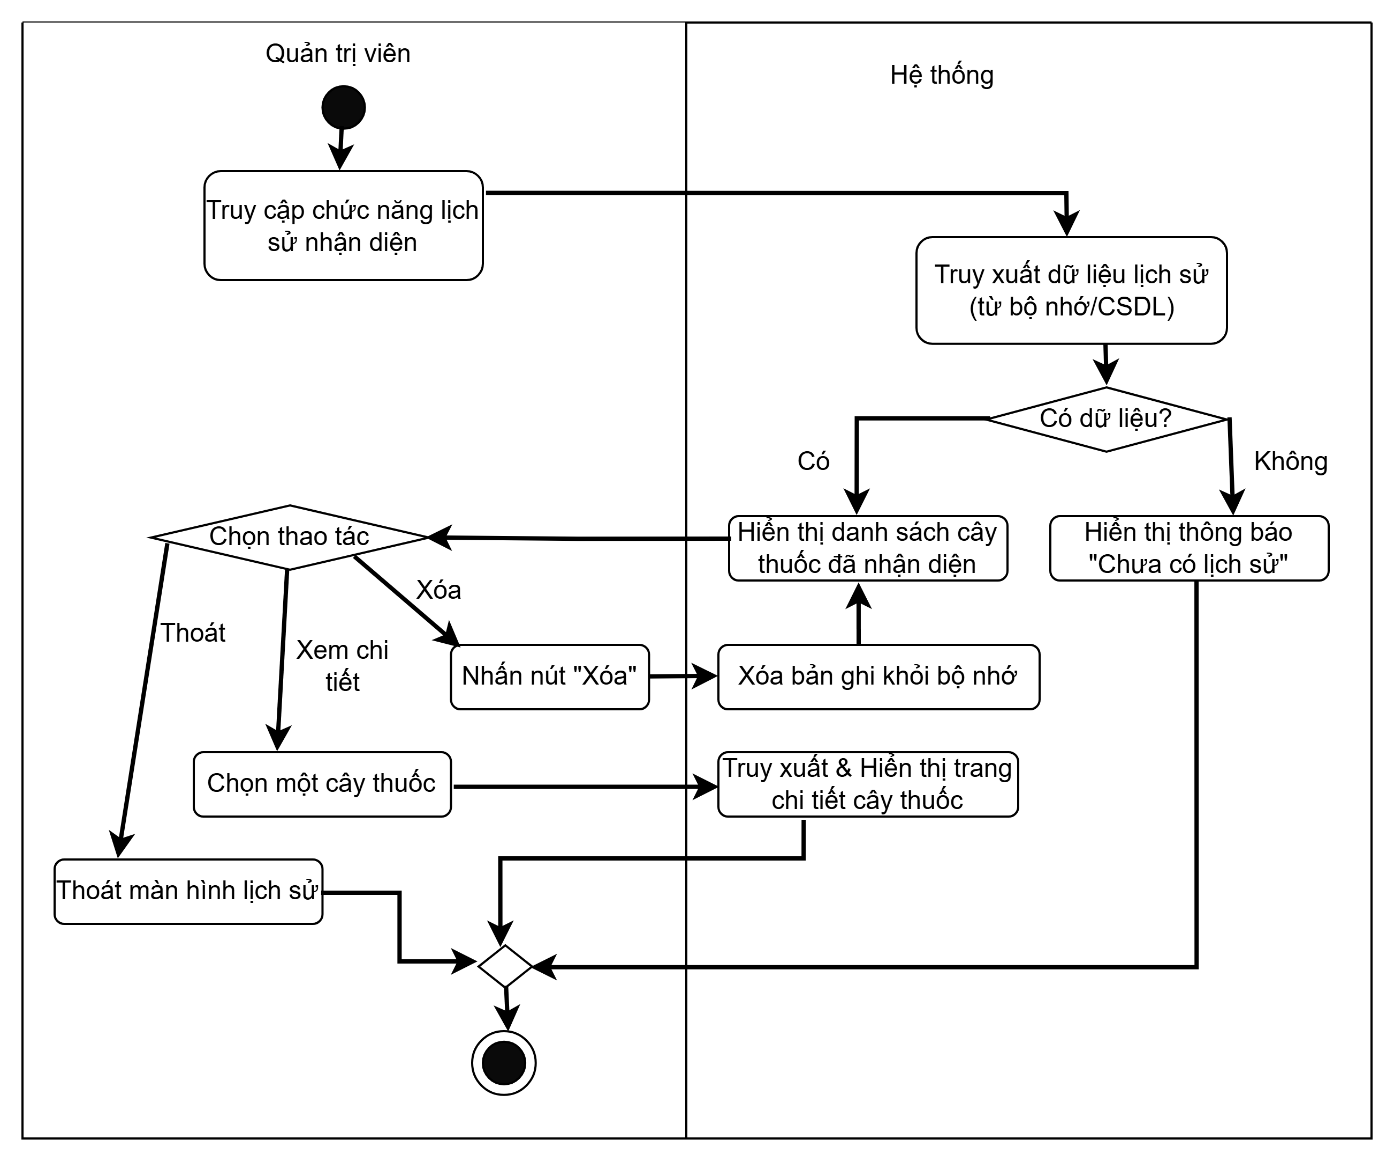 Quản trị viên
Hệ thống
Truy cập chức năng lịch
sử nhận diện
Truy xuất dữ liệu lịch sử
(từ bộ nhớ/CSDL)
Có dữ liệu?
Có
Không
Hiển thị danh sách cây
thuốc đã nhận diện
Hiển thị thông báo
"Chưa có lịch sử"
Chọn thao tác
Xóa
Thoát
Xem chi
tiết
Nhấn nút "Xóa"
Xóa bản ghi khỏi bộ nhớ
Chọn một cây thuốc
Truy xuất & Hiển thị trang
chi tiết cây thuốc
Thoát màn hình lịch sử